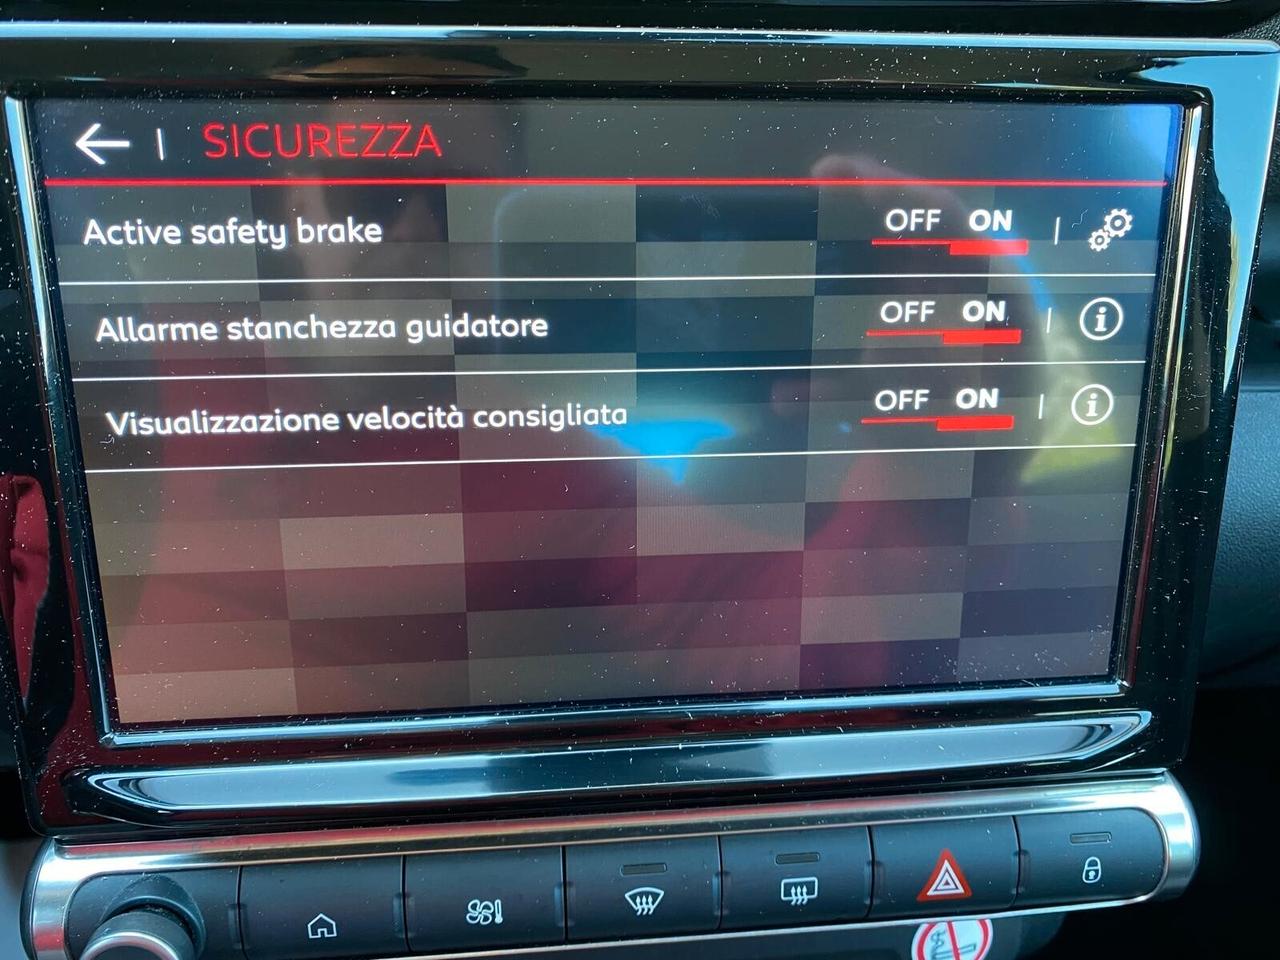 SICUREZZA
Active safety brake OFF ON
Allarme stanchezza guidatore OFF ON
Visualizzazione velocità consigliata OFF ON